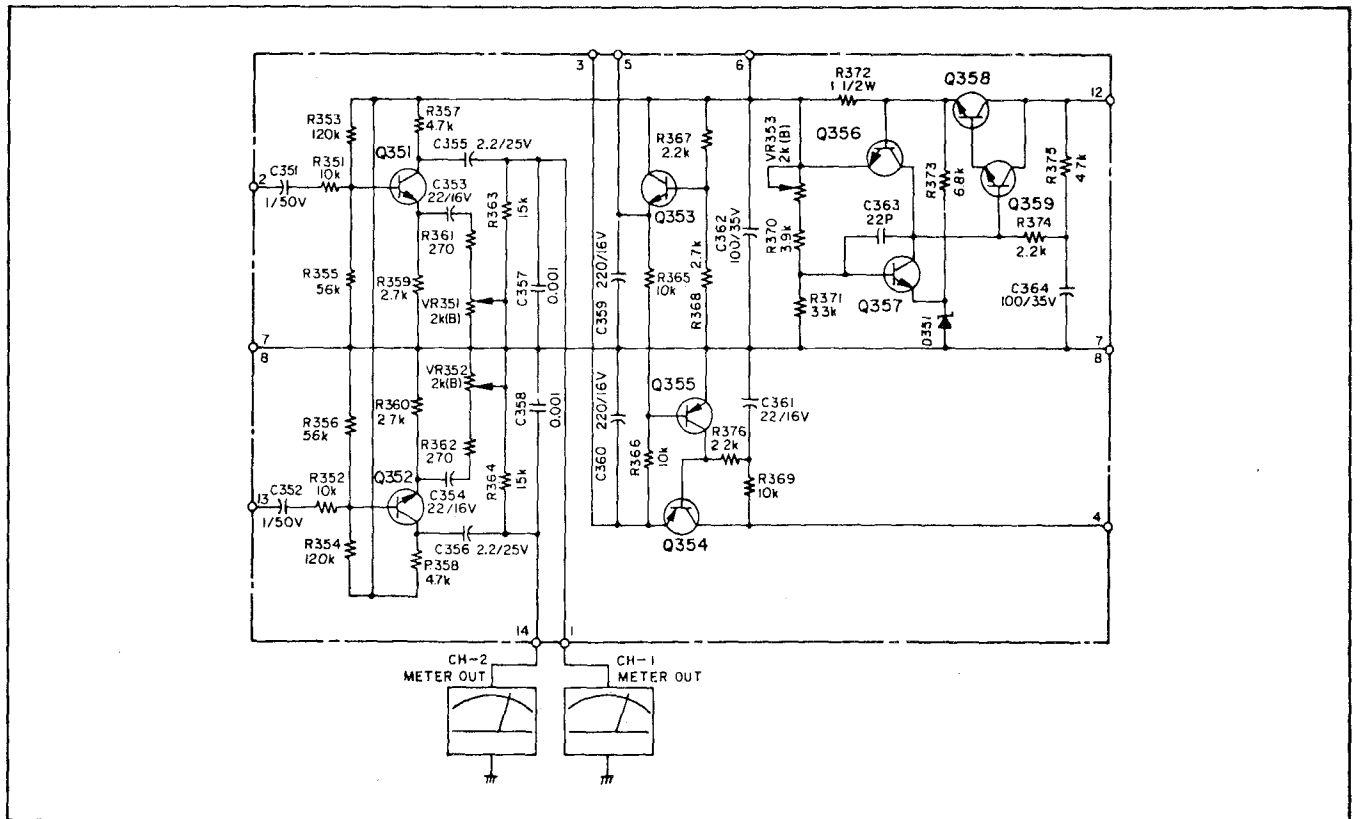 3
5
6
R372
1 1/2W
Q358
12
R353
120k
R357
4.7k
C355 2.2/25V
R367
2.2k
VR353
2k(B)
Q356
R373
6.8k
R375
4.7k
C351
R351
10k
Q351
C353
22/16V
R363
15k
Q353
C362
100/35V
Q359
2
1/50V
R361
270
C363
22P
R374
2.2k
R370
3.9k
R355
56k
R359
2.7k
VR351
2k(B)
C357
0.001
C359 220/16V
R365
10k
2.7k
R368
R371
33k
Q357
D351
C364
100/35V
7
8
7
8
R356
56k
R360
2.7k
VR352
2k(B)
C358
0.001
C360 220/16V
Q355
C361
22/16V
R362
270
R376
2.2k
R366
10k
R352
10k
Q352
C354
22/16V
R364
15k
R369
10k
13
C352
1/50V
4
R354
120k
C356 2.2/25V
R358
4.7k
Q354
14
1
CH-2
METER OUT
CH-1
METER OUT